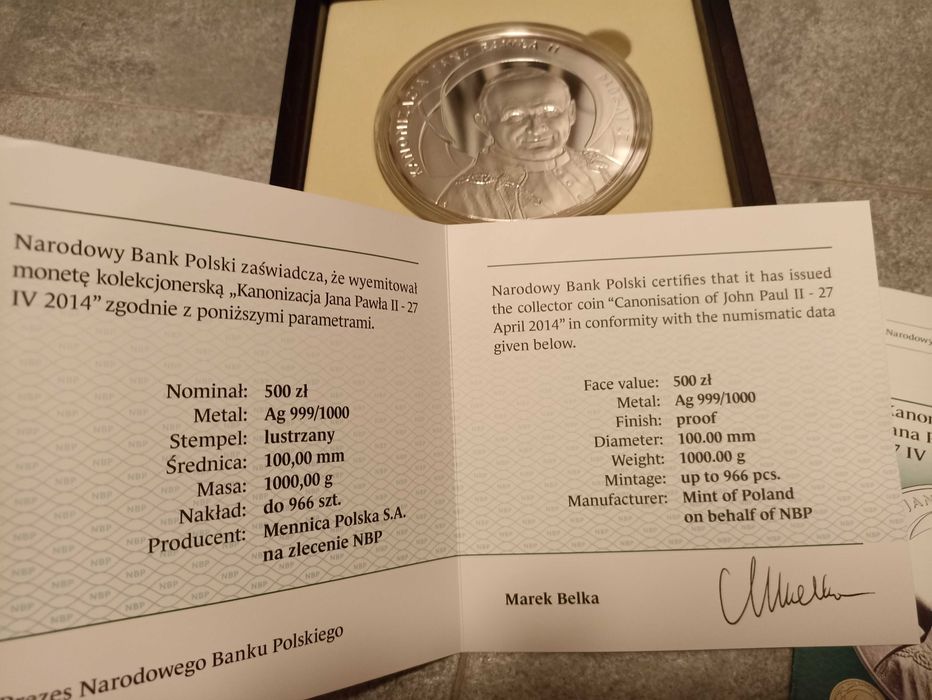 KANONIZACJA JANA PAWŁA II
Narodowy Bank Polski zaświadcza, że wyemitował
monetę kolekcjonerską „Kanonizacja Jana Pawła II - 27
IV 2014” zgodnie z poniższymi parametrami.
Nominał: 500 zł
Metal: Ag 999/1000
Stempel: lustrzany
Średnica: 100,00 mm
Masa: 1000,00 g
Nakład: do 966 szt.
Producent: Mennica Polska S.A.
na zlecenie NBP
Prezes Narodowego Banku Polskiego
Narodowy Bank Polski certifies that it has issued
the collector coin “Canonisation of John Paul II - 27
April 2014” in conformity with the numismatic data
given below.
Face value: 500 zł
Metal: Ag 999/1000
Finish: proof
Diameter: 100.00 mm
Weight: 1000.00 g
Mintage: up to 966 pcs.
Manufacturer: Mint of Poland
on behalf of NBP
Marek Belka
Narodowy